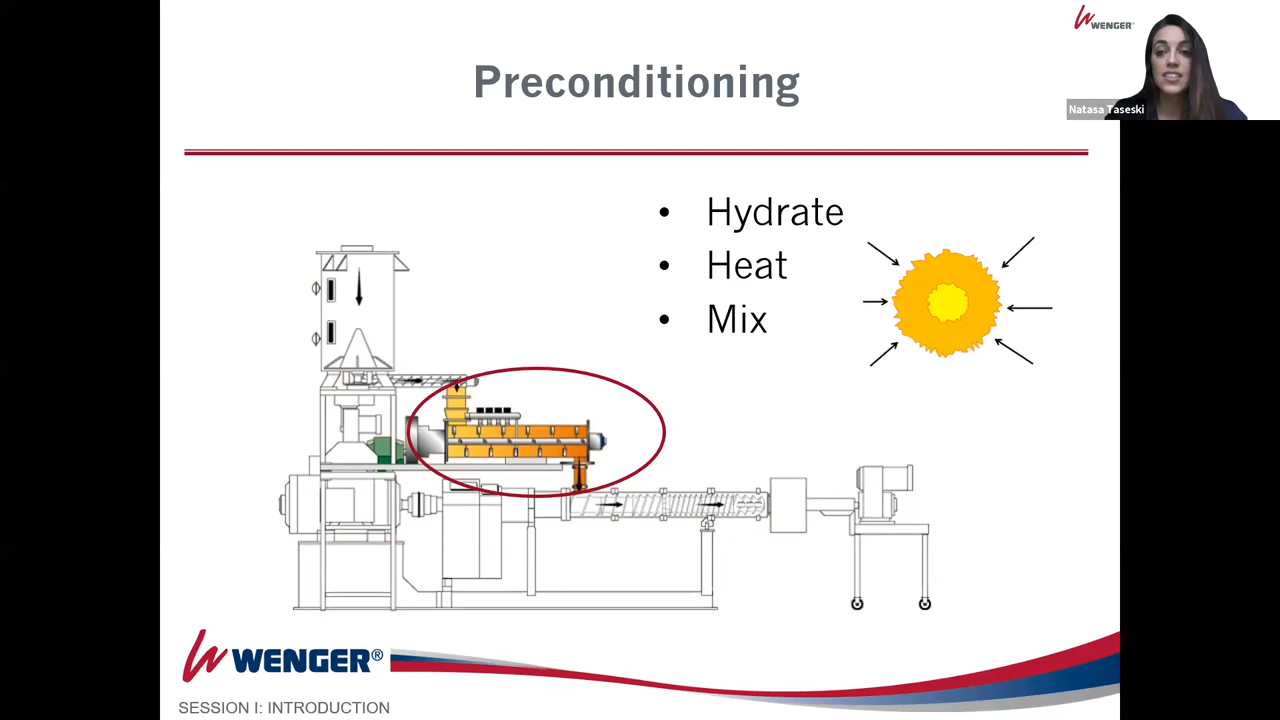 WENGER
Natasa Taseski
Preconditioning
• Hydrate
• Heat
• Mix
WENGER®
SESSION I: INTRODUCTION